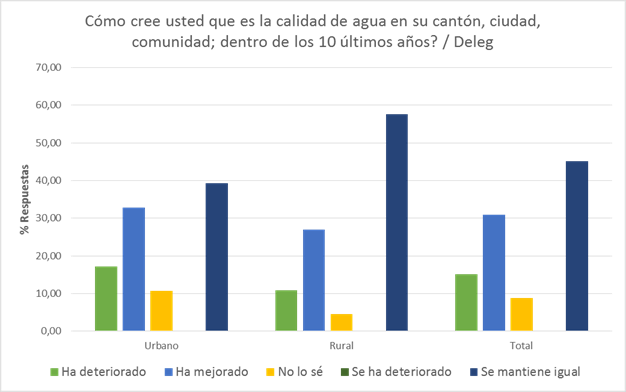 Cómo cree usted que es la calidad de agua en su cantón, ciudad,
comunidad; dentro de los 10 últimos años? / Deleg
70,00
60,00
50,00
40,00
30,00
20,00
10,00
0,00
% Respuestas
Urbano
Rural
Total
Ha deteriorado
Ha mejorado
No lo sé
Se ha deteriorado
Se mantiene igual